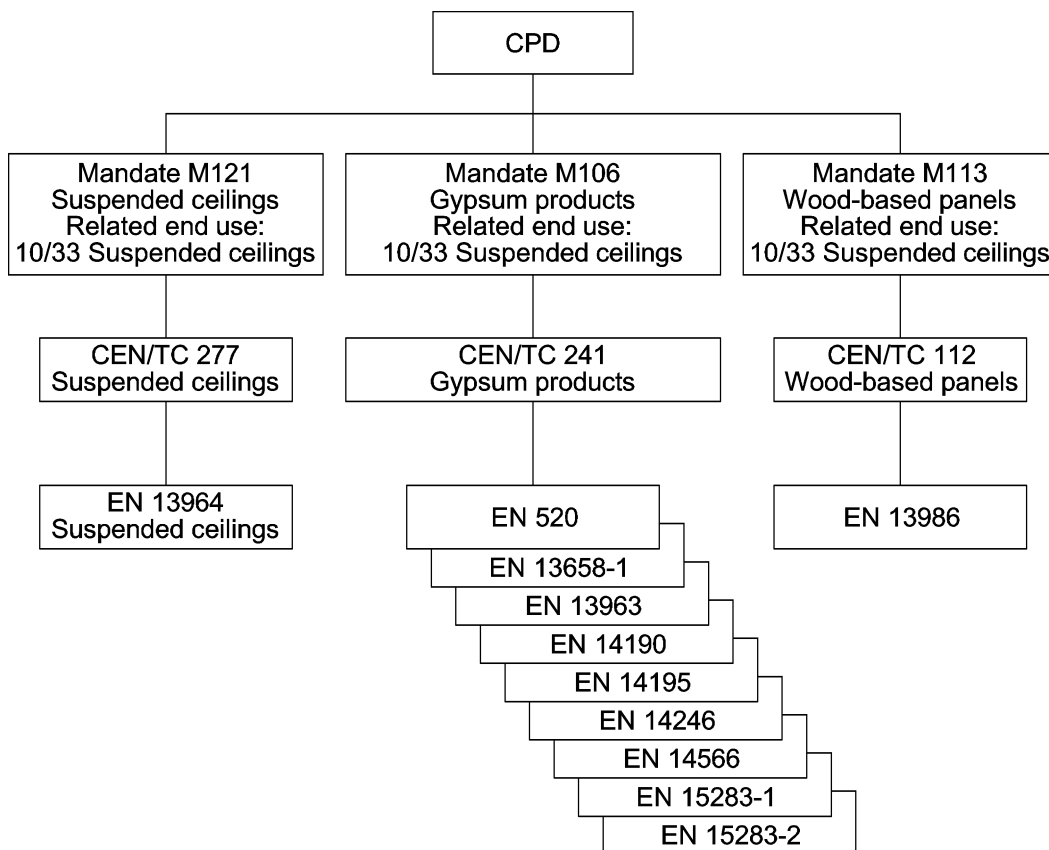 CPD
Mandate M121
Suspended ceilings
Related end use:
10/33 Suspended ceilings
Mandate M106
Gypsum products
Related end use:
10/33 Suspended ceilings
Mandate M113
Wood-based panels
Related end use:
10/33 Suspended ceilings
CEN/TC 277
Suspended ceilings
CEN/TC 241
Gypsum products
CEN/TC 112
Wood-based panels
EN 13964
Suspended ceilings
EN 520
EN 13658-1
EN 13963
EN 14190
EN 14195
EN 14246
EN 14566
EN 15283-1
EN 15283-2
EN 13986